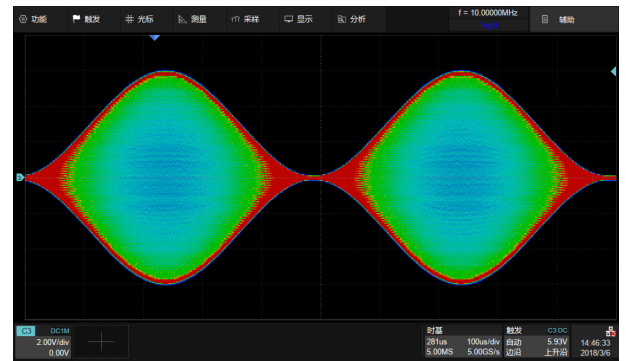 功能 触发 光标 测量 采样 显示 分析 f = 10.00000MHz 辅助
C3 DC1M
2.00V/div
0.00V
时基
281us 100us/div
5.00MS 5.00GS/s
触发 C3 DC
自动 5.93V
边沿 上升沿
14:46:33
2018/3/6